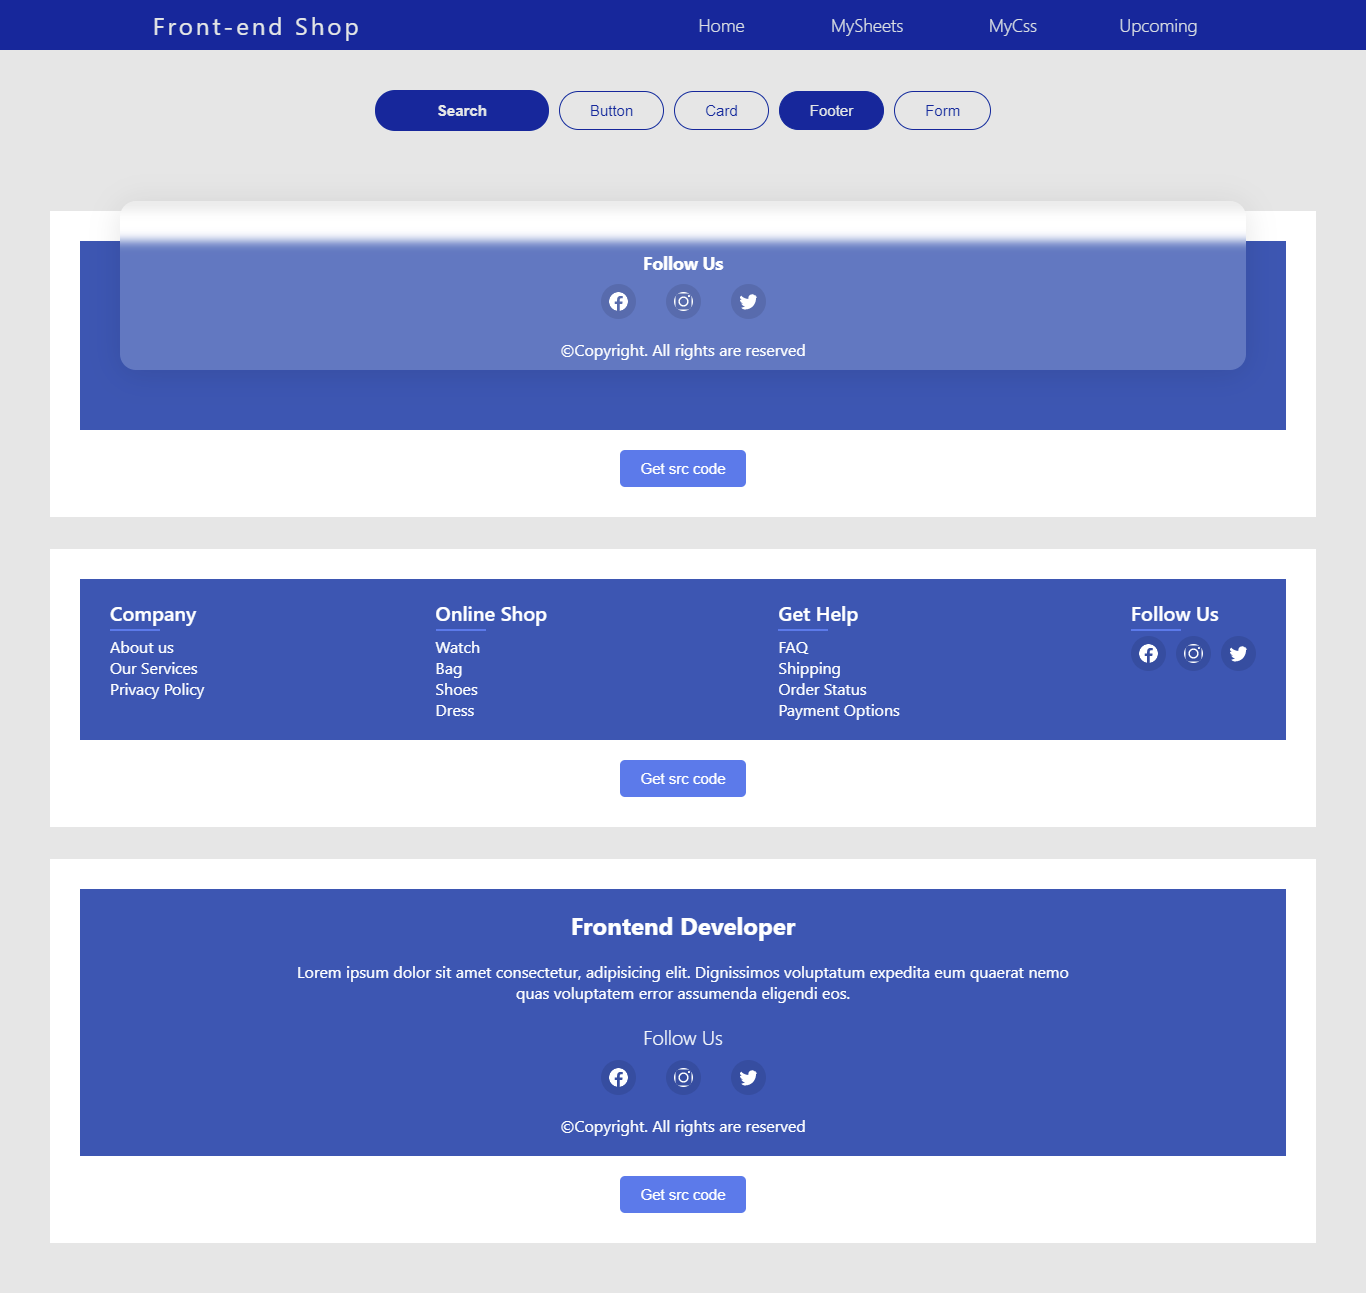 Front-end Shop Home MySheets MyCss Upcoming
Search Button Card Footer Form
Follow Us
©Copyright. All rights are reserved
Get src code
Company Online Shop Get Help Follow Us
About us Watch FAQ
Our Services Bag Shipping
Privacy Policy Shoes Order Status
Dress Payment Options
Get src code
Frontend Developer
Lorem ipsum dolor sit amet consectetur, adipisicing elit. Dignissimos voluptatum expedita eum quaerat nemo
quas voluptatem error assumenda eligendi eos.
Follow Us
©Copyright. All rights are reserved
Get src code